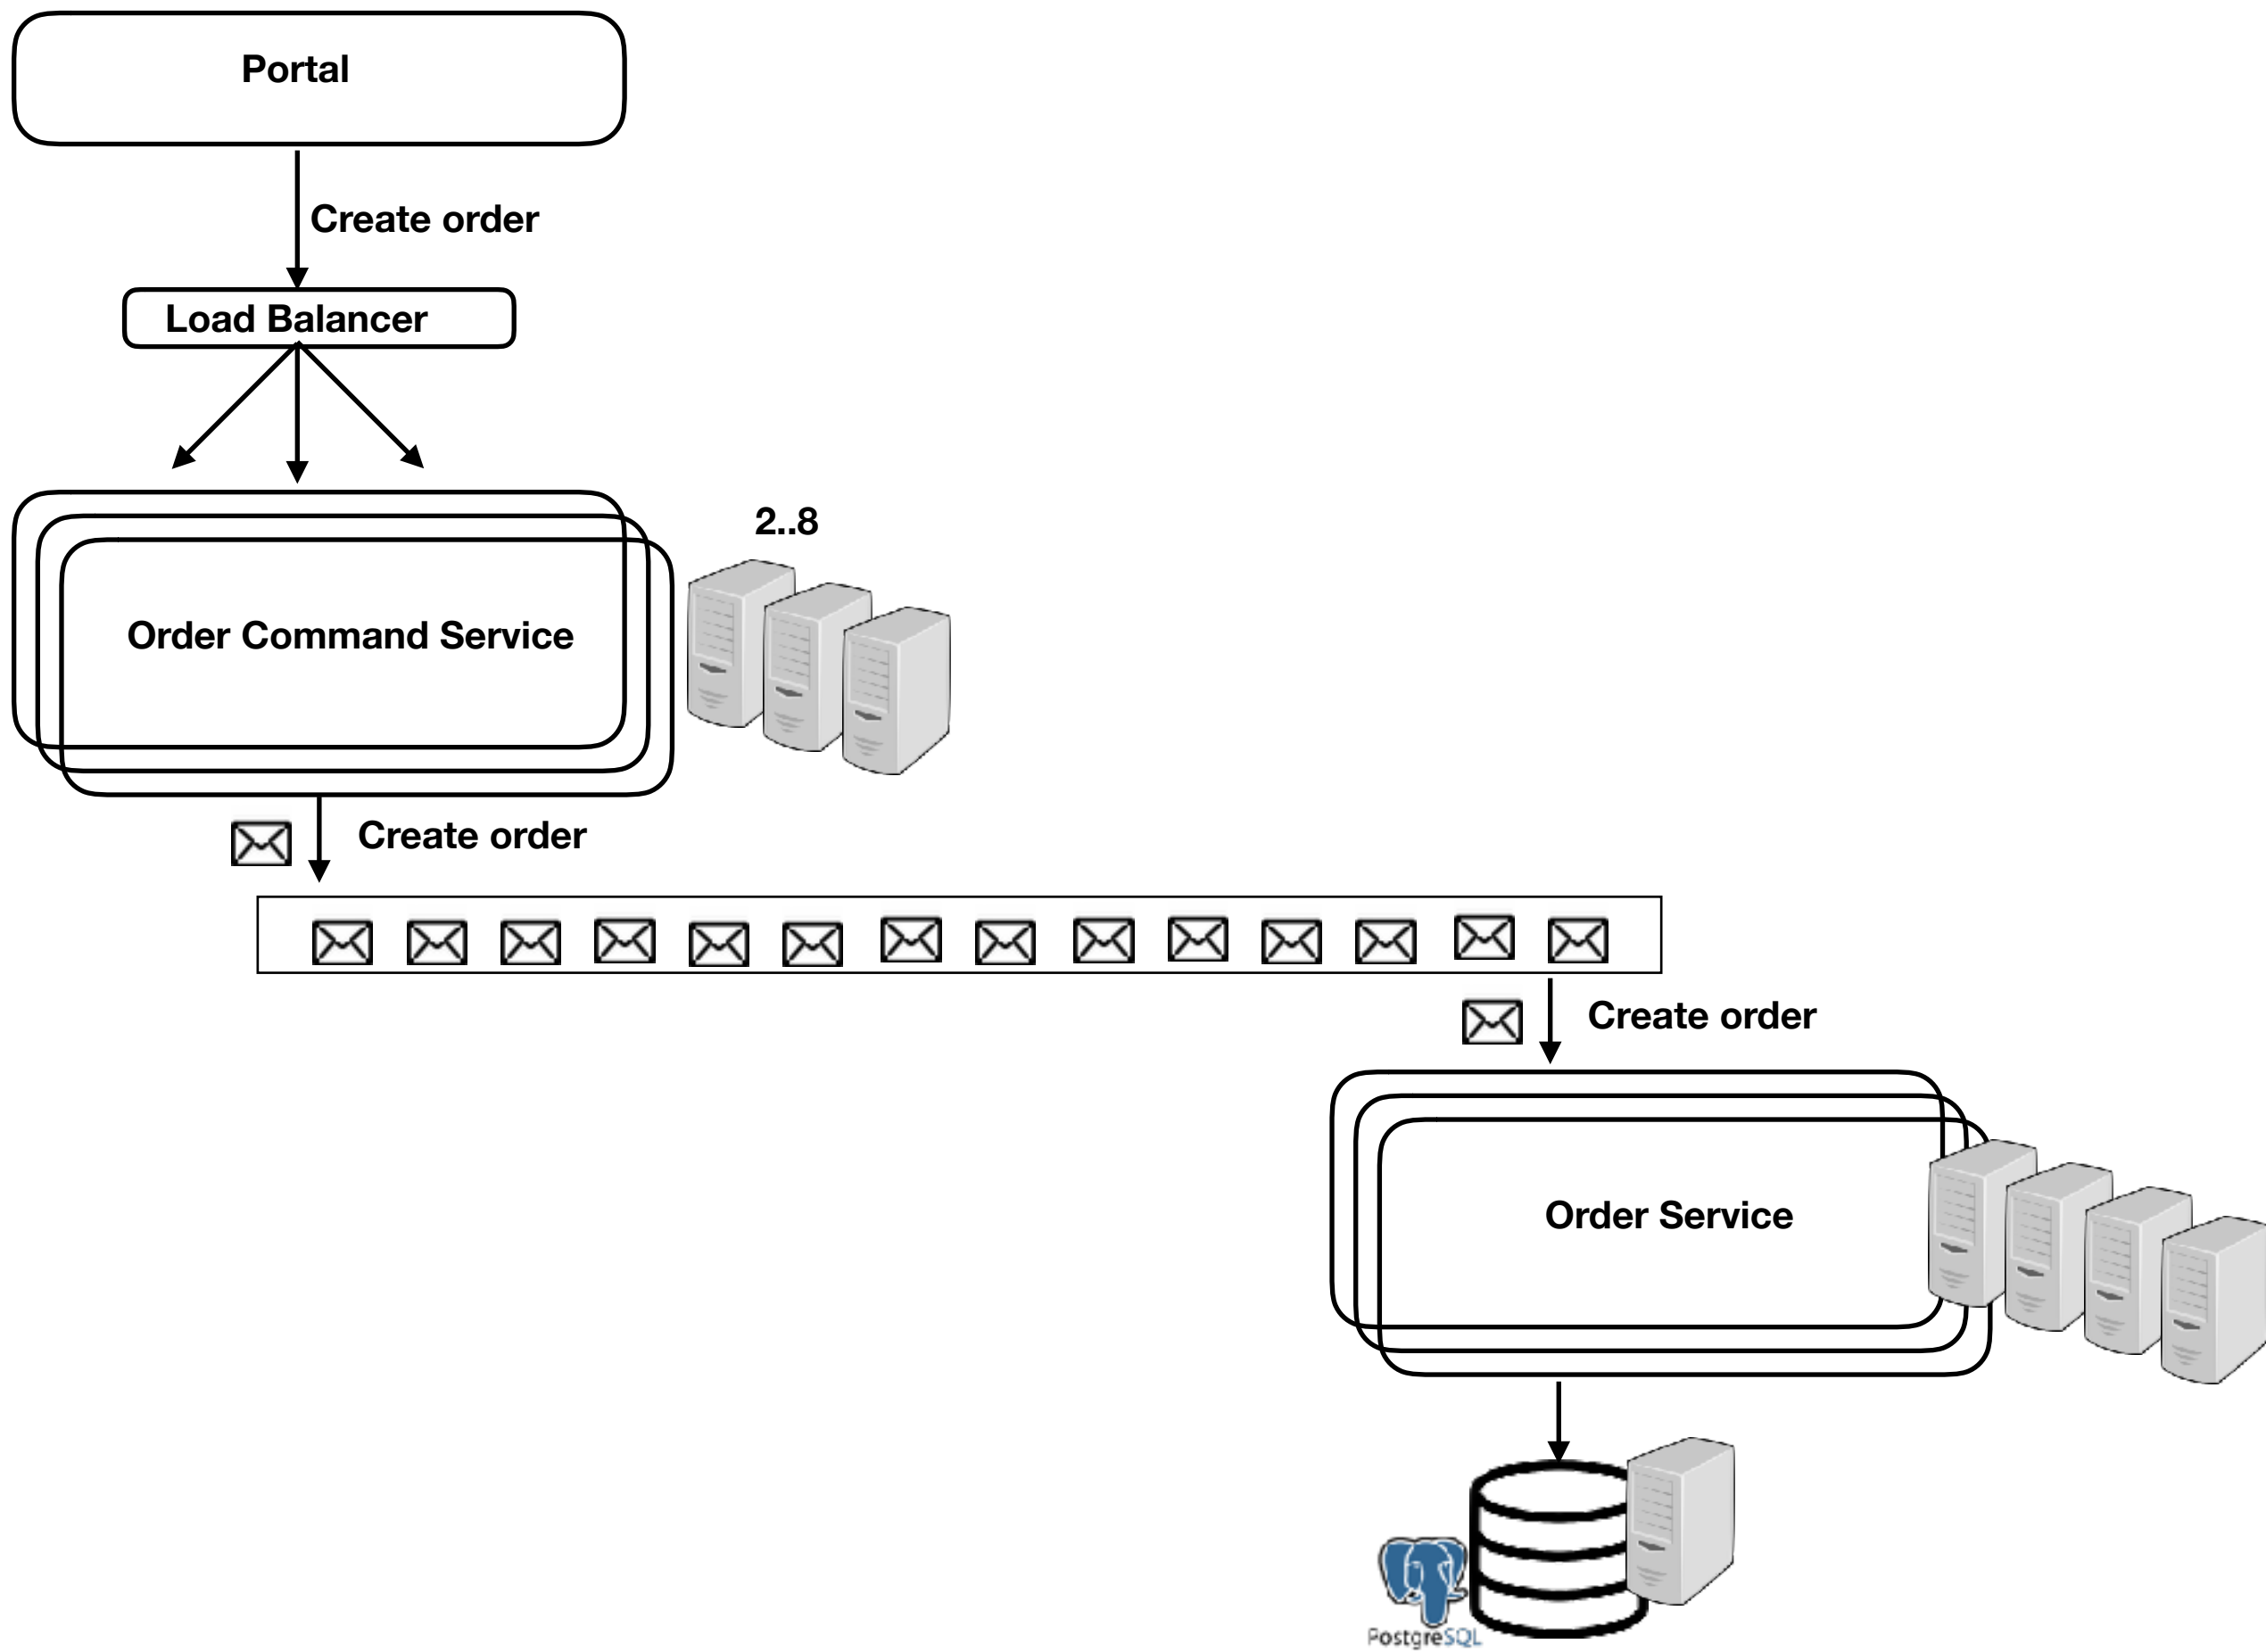 Portal
Create order
Load Balancer
2..8
Order Command Service
Create order
Create order
Order Service
PostgreSQL